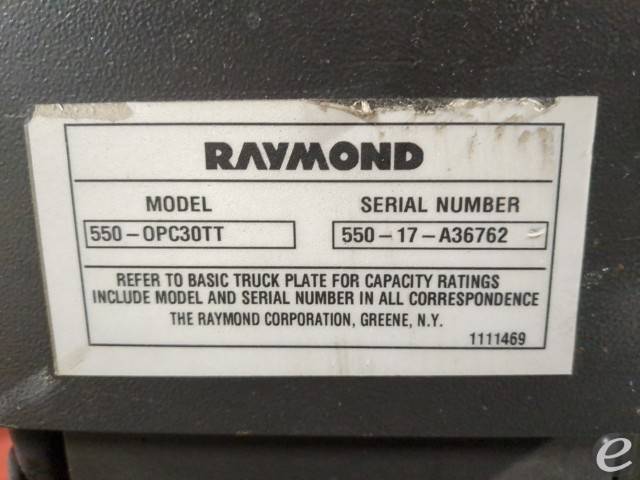 RAYMOND
MODEL
SERIAL NUMBER
550-OPC30TT
550-17-A36762
REFER TO BASIC TRUCK PLATE FOR CAPACITY RATINGS
INCLUDE MODEL AND SERIAL NUMBER IN ALL CORRESPONDENCE
THE RAYMOND CORPORATION, GREENE, N.Y.
1111469
e